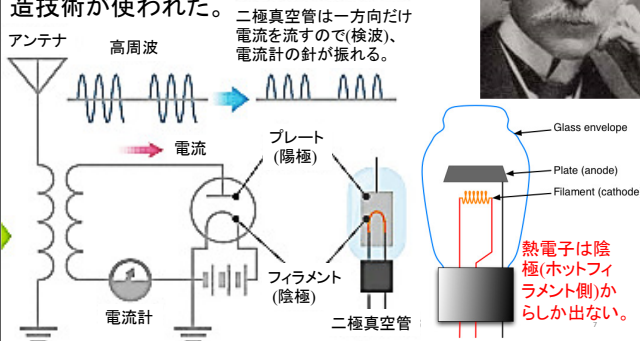 造技術が使われた。
二極真空管は一方向だけ
電流を流すので(検波)、
電流計の針が振れる。
アンテナ
高周波
電流
プレート
(陽極)
フィラメント
(陰極)
電流計
二極真空管
Glass envelope
Plate (anode)
Filament (cathode
熱電子は陰
極(ホットフィ
ラメント側)か
らしか出ない。
7